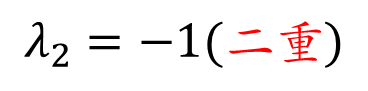 λ₂ = −1(二重)